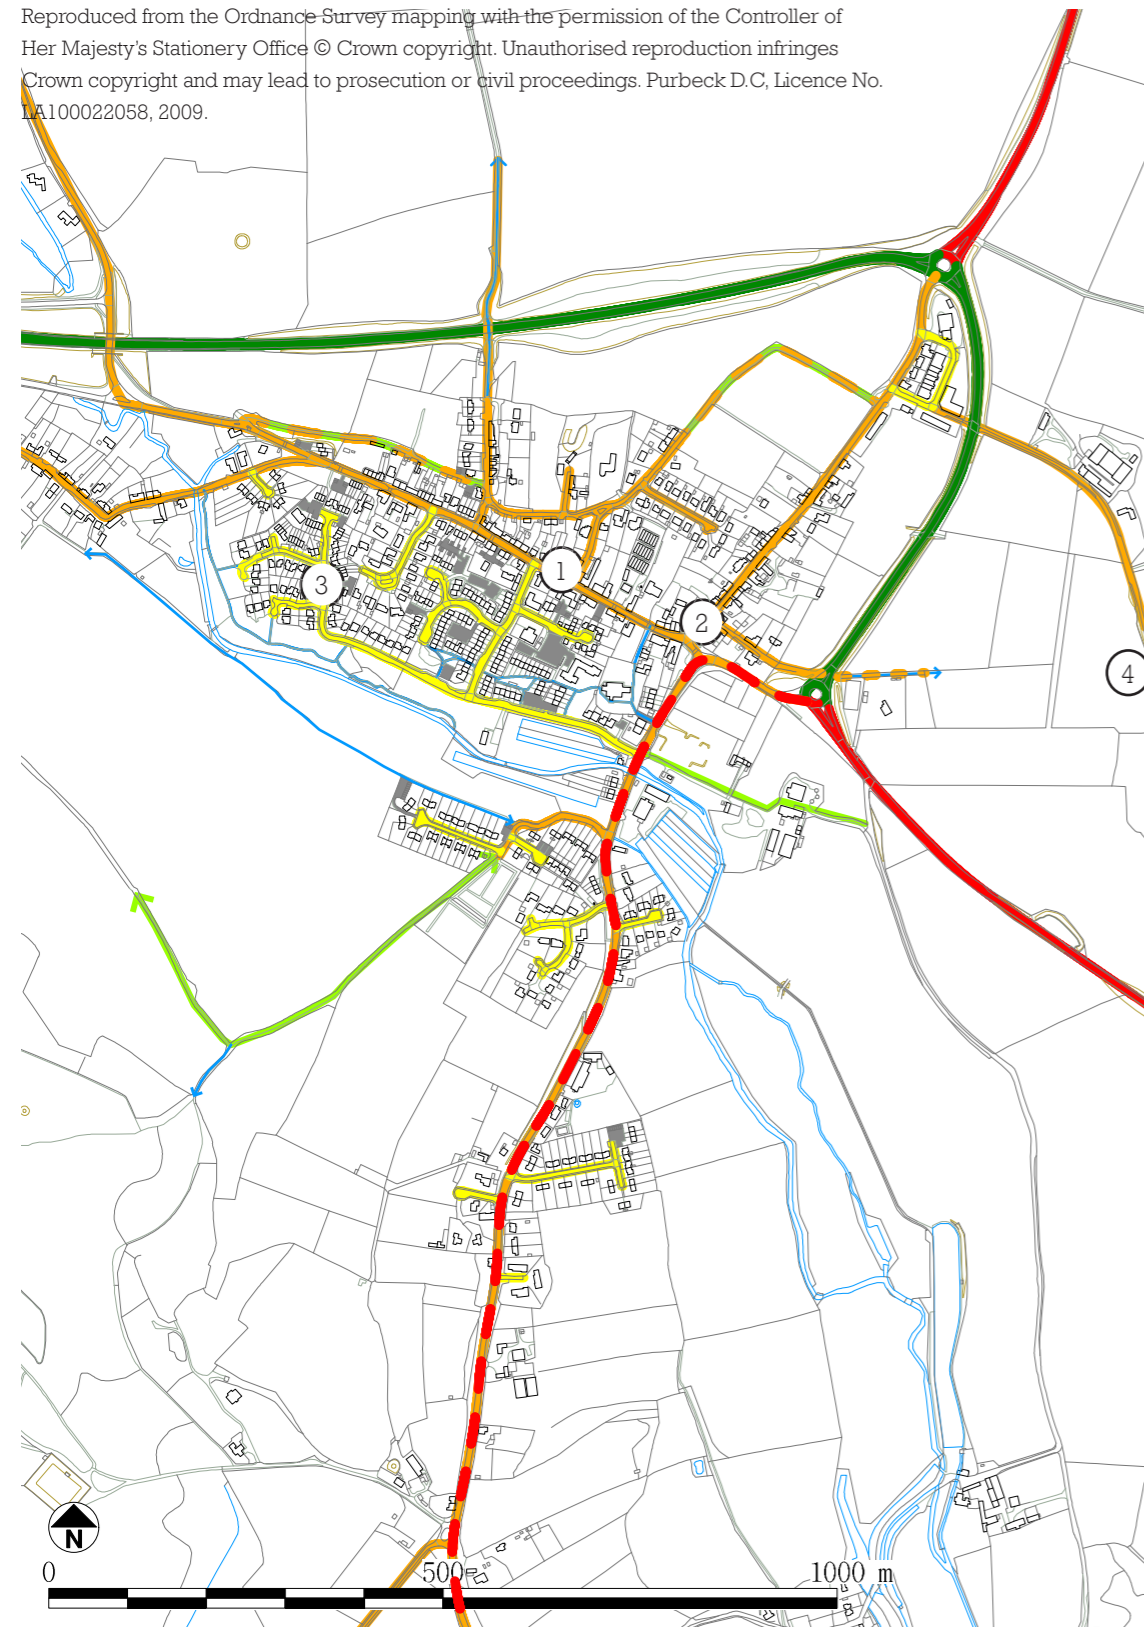 Reproduced from the Ordnance Survey mapping with the permission of the Controller of
Her Majesty's Stationery Office © Crown copyright. Unauthorised reproduction infringes
Crown copyright and may lead to prosecution or civil proceedings. Purbeck D.C, Licence No.
LA100022058, 2009.
1
2
3
4
N
0 500 1000 m